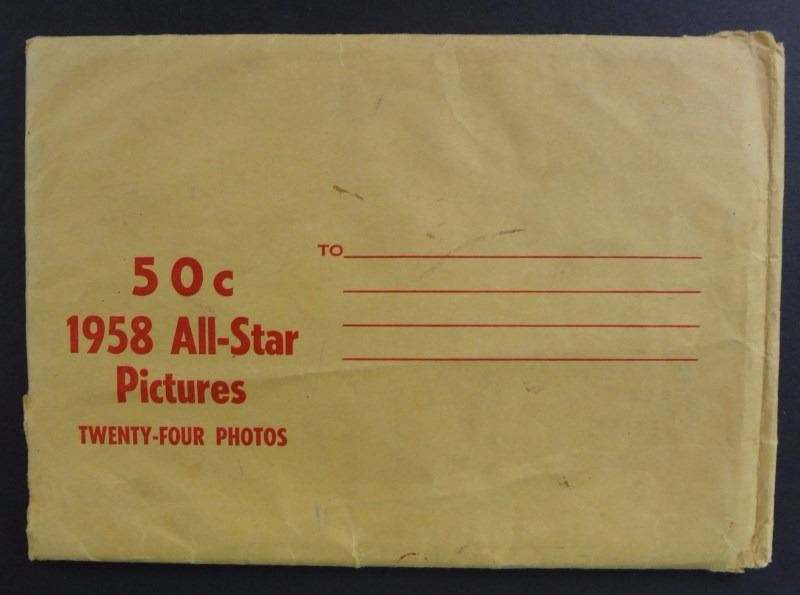 50c
1958 All-Star
Pictures
TWENTY-FOUR PHOTOS
TO